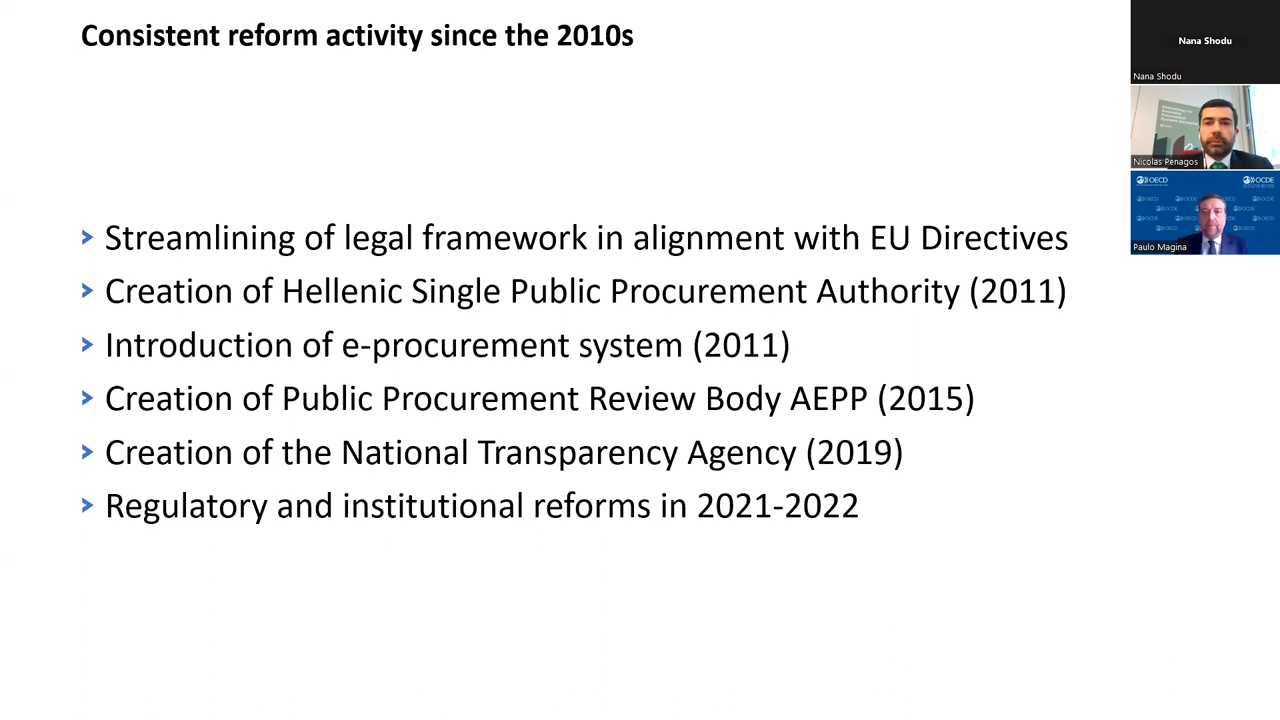 Consistent reform activity since the 2010s
> Streamlining of legal framework in alignment with EU Directives
> Creation of Hellenic Single Public Procurement Authority (2011)
> Introduction of e-procurement system (2011)
> Creation of Public Procurement Review Body AEPP (2015)
> Creation of the National Transparency Agency (2019)
> Regulatory and institutional reforms in 2021-2022
Nana Shodu
Nana Shodu
Nicolas Penagos
OECD
OCDE
Paulo Magina